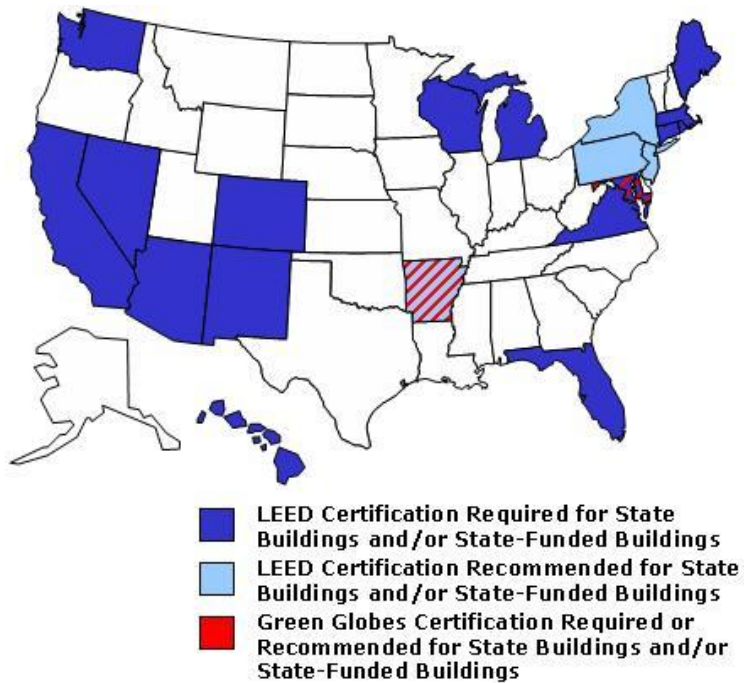 LEED Certification Required for State
Buildings and/or State-Funded Buildings
LEED Certification Recommended for State
Buildings and/or State-Funded Buildings
Green Globes Certification Required or
Recommended for State Buildings and/or
State-Funded Buildings